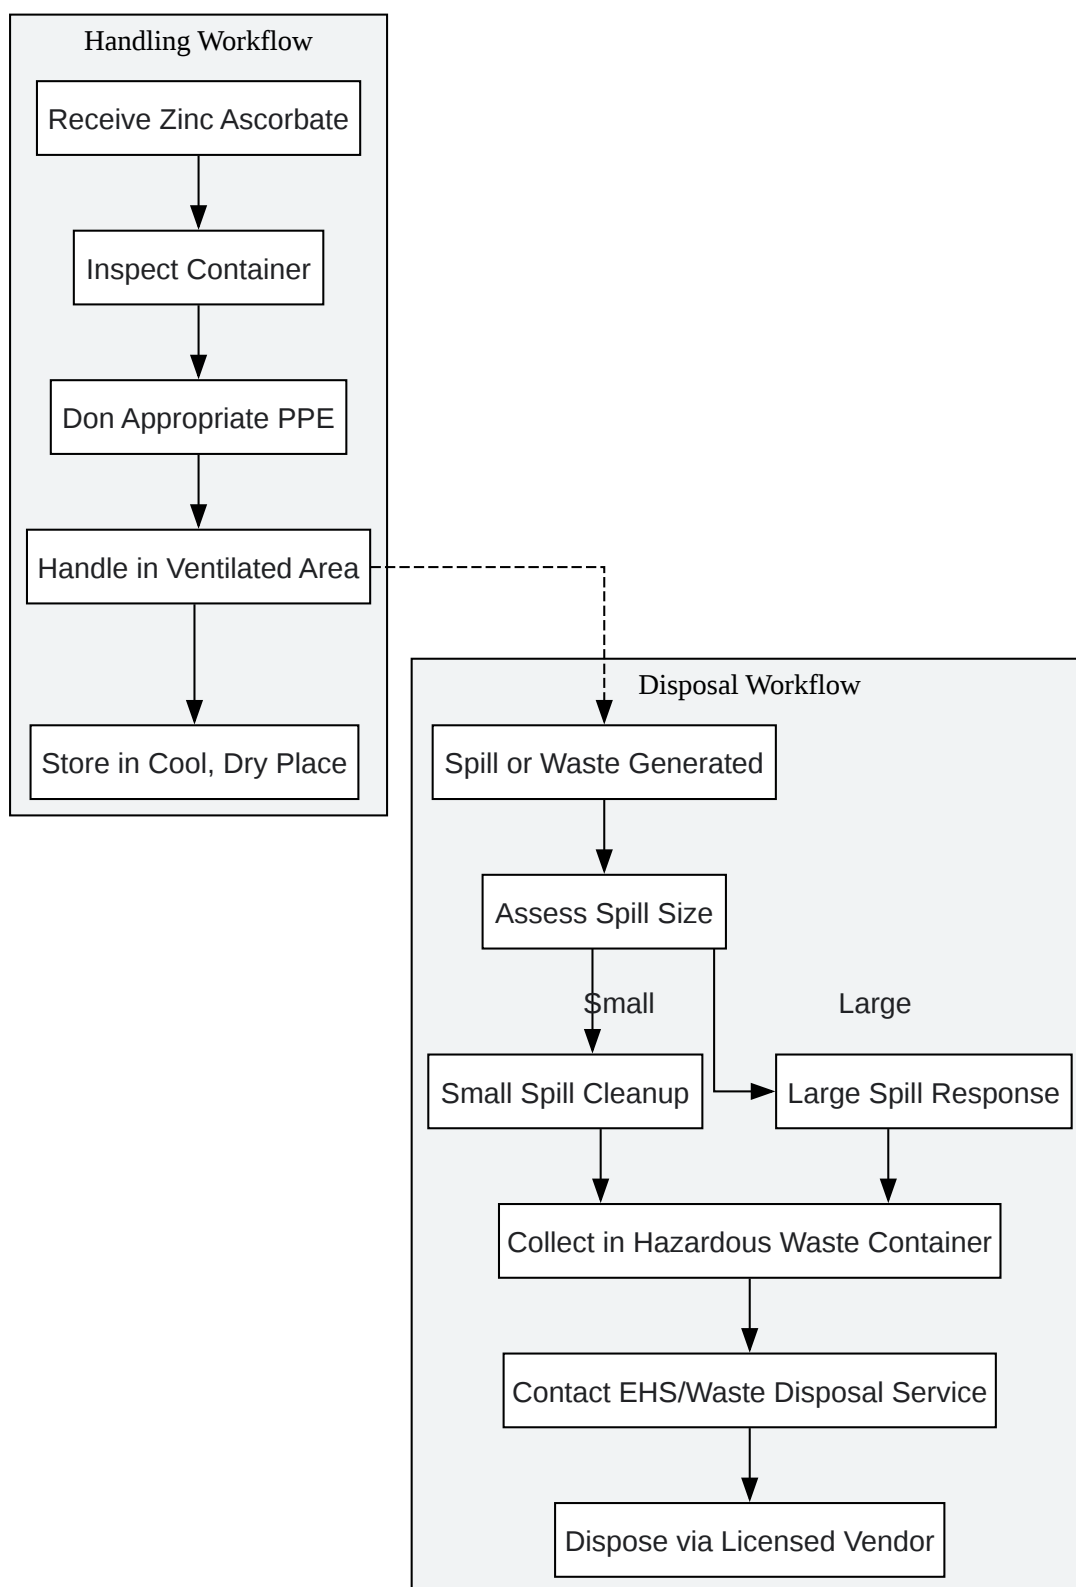 Handling Workflow
Receive Zinc Ascorbate
Inspect Container
Don Appropriate PPE
Handle in Ventilated Area
Store in Cool, Dry Place
Disposal Workflow
Spill or Waste Generated
Assess Spill Size
Small
Large
Small Spill Cleanup
Large Spill Response
Collect in Hazardous Waste Container
Contact EHS/Waste Disposal Service
Dispose via Licensed Vendor